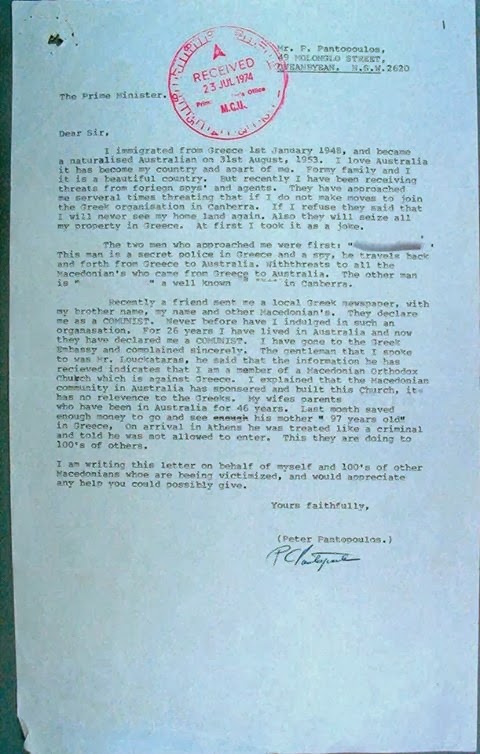 1
Mr. P. Pantopoulos,
49 MOLONGLO STREET,
QUEANBEYAN, N.S.W. 2620
RECEIVED
23 JUL 1974
Prime Office
M.C.U.
The Prime Minister.
Dear Sir,
I immigrated from Greece 1st January 1948, and became
a naturalised Australian on 31st August, 1953. I love Australia
it has become my country and apart of me. Formy family and I
it is a beautiful country. But recently I have been receiving
threats from foriegn spys' and agents. They have approached
me serveral times threating that if I do not make moves to join
the Greek organisation in Canberra. If I refuse they said that
I will never see my home land again. Also they will seize all
my property in Greece. At first I took it as a joke.
The two men who approached me were first: "
This man is a secret police in Greece and a spy, he travels back
and forth from Greece to Australia. Withthreats to all the
Macedonian's who came from Greece to Australia. The other man
is " " a well known " " in Canberra.
Recently a friend sent me a local Greek newspaper, with
my brother name, my name and other Macedonian's. They declare
me as a COMUNIST. Never before have I indulged in such an
organasation. For 26 years I have lived in Australia and now
they have declared me a COMUNIST. I have gone to the Greek
Embassy and complained sincerely. The gentleman that I spoke
to was Mr. Louckataras, he said that the information he has
recieved indicates that I am a member of a Macedonian Orthodox
Church which is against Greece. I explained that the Macedonian
community in Australia has sponsered and built this Church, it
has no relevence to the Greeks. My wifes parents
who have been in Australia for 46 years. Last month saved
enough money to go and see his mother " 97 years old"
in Greece, On arrival in Athens he was treated like a criminal
and told he was not allowed to enter. This they are doing to
100's of others.
I am writing this letter on behalf of myself and 100's of other
Macedonians whoe are beeing victimized, and would appreciate
any help you could possibly give.
Yours faithfully,
(Peter Pantopoulos.)